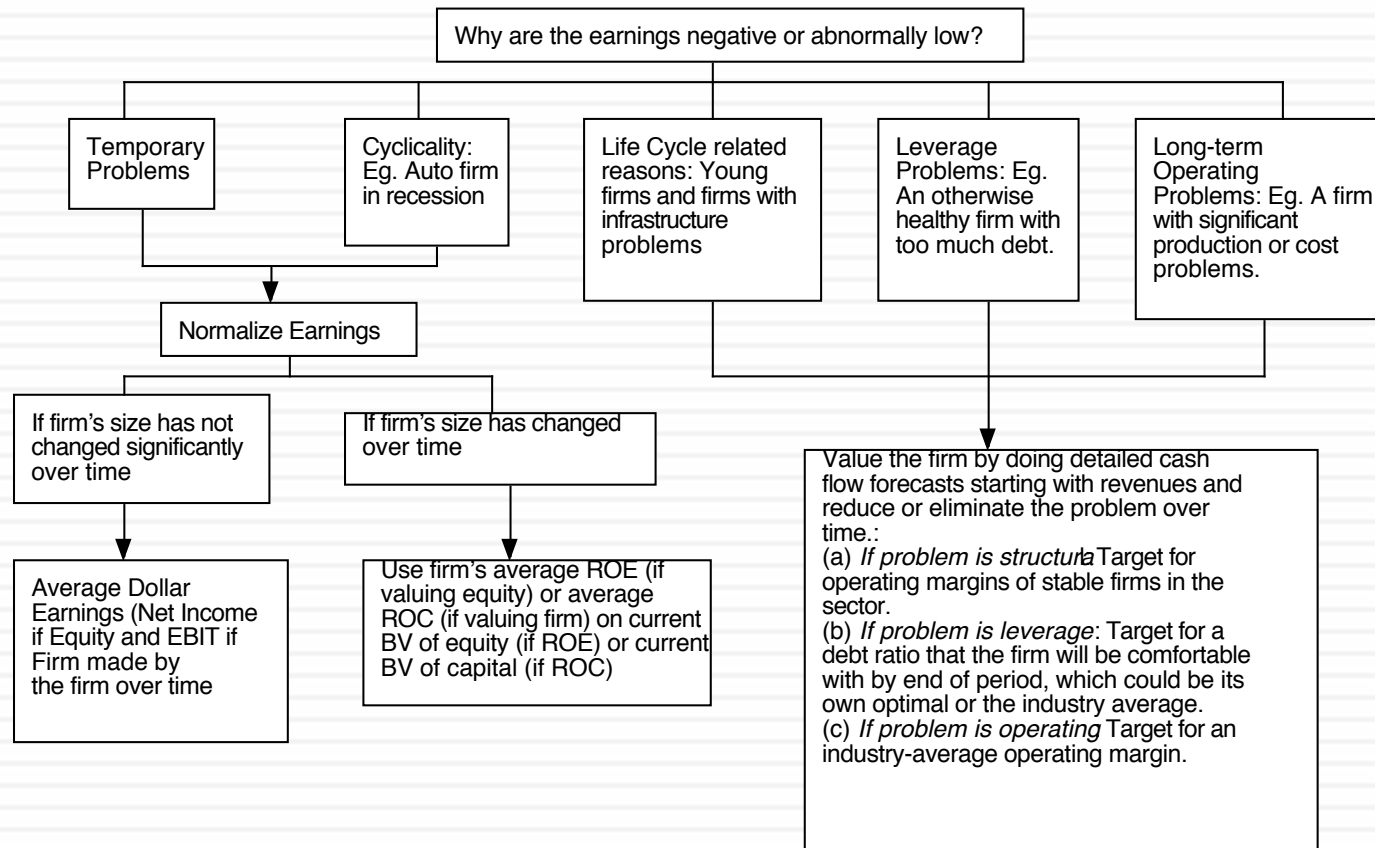 Why are the earnings negative or abnormally low?
Temporary
Problems
Cyclicality:
Eg. Auto firm
in recession
Life Cycle related
reasons: Young
firms and firms with
infrastructure
problems
Leverage
Problems: Eg.
An otherwise
healthy firm with
too much debt.
Long-term
Operating
Problems: Eg. A firm
with significant
production or cost
problems.
Normalize Earnings
If firm’s size has not
changed significantly
over time
If firm’s size has changed
over time
Average Dollar
Earnings (Net Income
if Equity and EBIT if
Firm made by
the firm over time
Use firm’s average ROE (if
valuing equity) or average
ROC (if valuing firm) on current
BV of equity (if ROE) or current
BV of capital (if ROC)
Value the firm by doing detailed cash
flow forecasts starting with revenues and
reduce or eliminate the problem over
time.:
(a) If problem is structural: Target for
operating margins of stable firms in the
sector.
(b) If problem is leverage: Target for a
debt ratio that the firm will be comfortable
with by end of period, which could be its
own optimal or the industry average.
(c) If problem is operating: Target for an
industry-average operating margin.